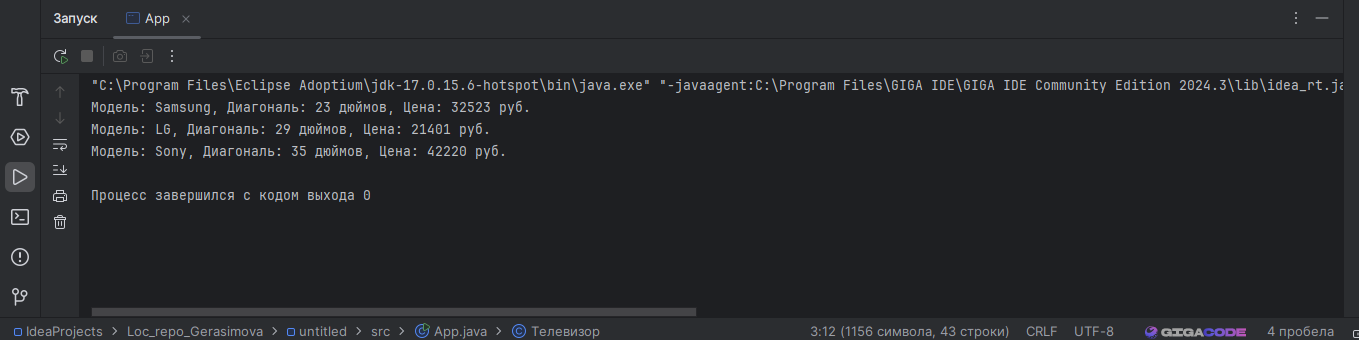 Запуск App
"C:\Program Files\Eclipse Adoptium\jdk-17.0.15.6-hotspot\bin\java.exe" "-javaagent:C:\Program Files\GIGA IDE\GIGA IDE Community Edition 2024.3\lib\idea_rt.ja
Модель: Samsung, Диагональ: 23 дюймов, Цена: 32523 руб.
Модель: LG, Диагональ: 29 дюймов, Цена: 21401 руб.
Модель: Sony, Диагональ: 35 дюймов, Цена: 42220 руб.
Процесс завершился с кодом выхода 0
IdeaProjects > Loc_repo_Gerasimova > untitled > src > App.java > Телевизор 3:12 (1156 символа, 43 строки) CRLF UTF-8 GIGACODE 4 пробела